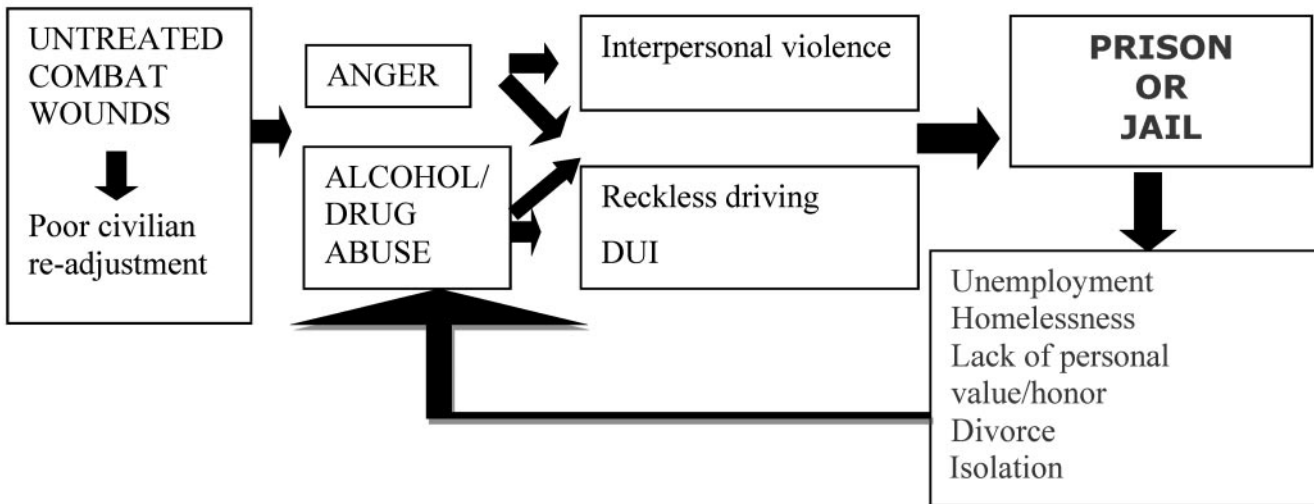 UNTREATED
COMBAT
WOUNDS
Poor civilian
re-adjustment
ANGER
ALCOHOL/
DRUG
ABUSE
Interpersonal violence
Reckless driving
DUI
PRISON
OR
JAIL
Unemployment
Homelessness
Lack of personal
value/honor
Divorce
Isolation